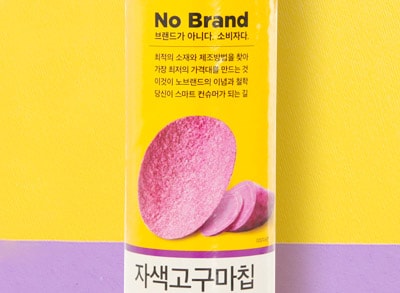 No Brand
브랜드가 아니다. 소비자다.
최적의 소재와 제조방법을 찾아
가장 최저의 가격대를 만드는 것
이것이 노브랜드의 이념과 철학
당신이 스마트 컨슈머가 되는 길
자색고구마칩